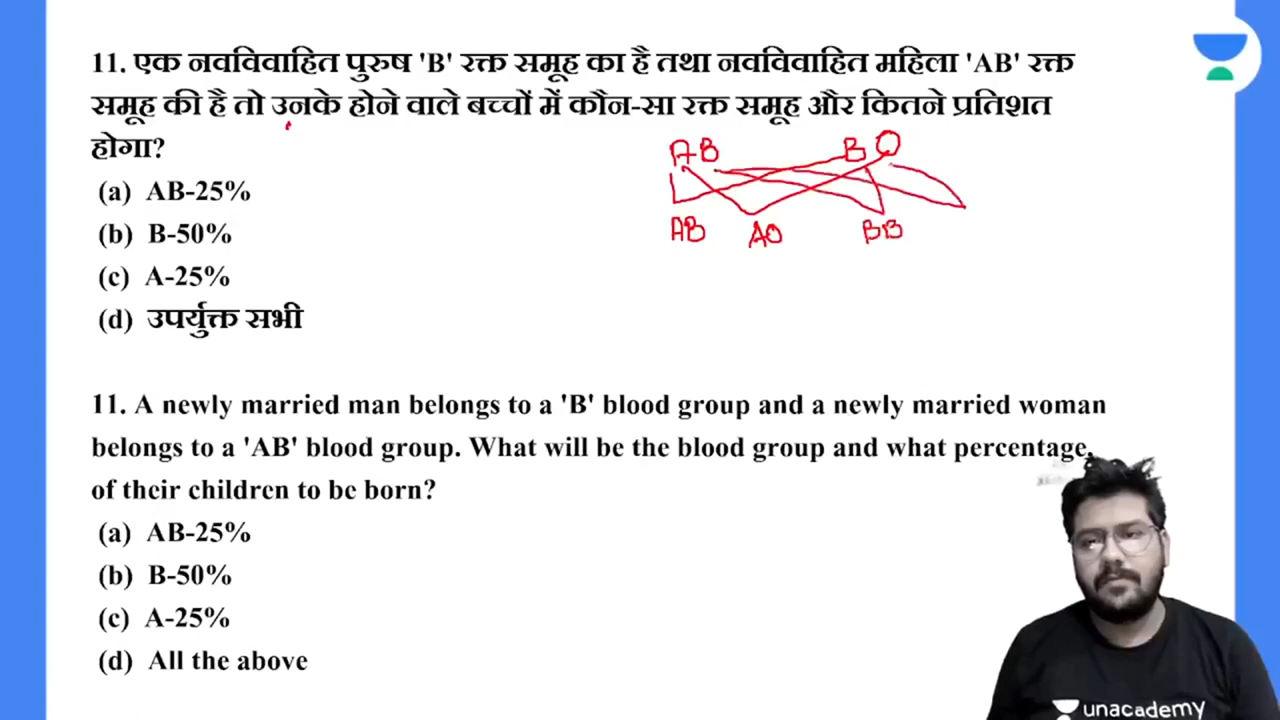 11. एक नवविवाहित पुरुष 'B' रक्त समूह का है तथा नवविवाहित महिला 'AB' रक्त
समूह की है तो उनके होने वाले बच्चों में कौन-सा रक्त समूह और कितने प्रतिशत
होगा?
AB BO
(a) AB-25%
AB AO BB
(b) B-50%
(c) A-25%
(d) उपर्युक्त सभी
11. A newly married man belongs to a 'B' blood group and a newly married woman
belongs to a 'AB' blood group. What will be the blood group and what percentage
of their children to be born?
(a) AB-25%
(b) B-50%
(c) A-25%
(d) All the above
unacademy